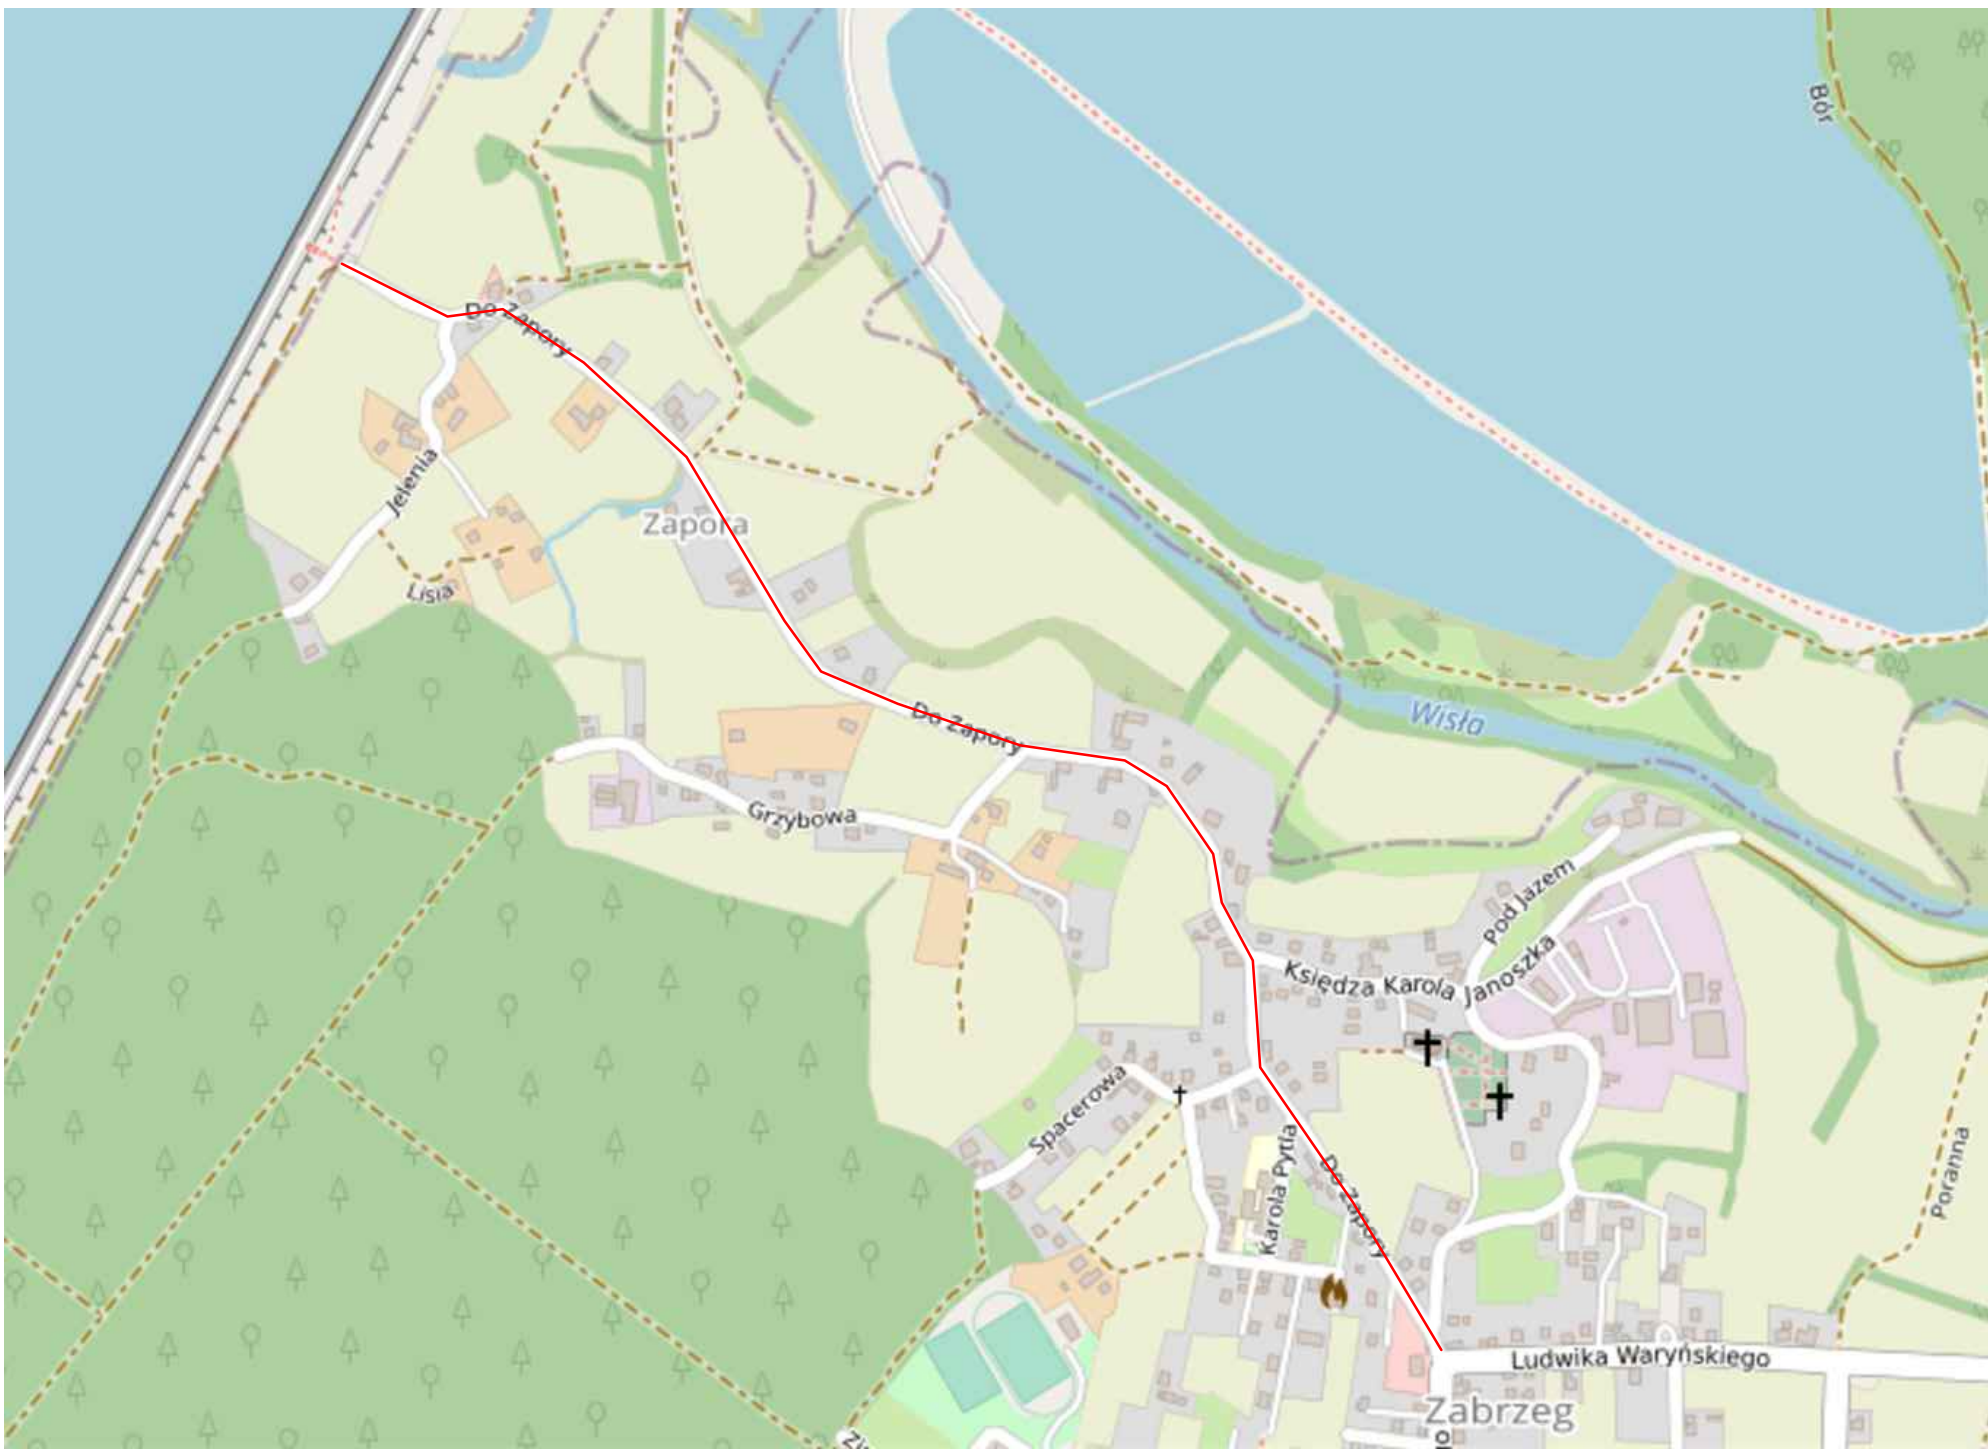 Bór
Do Zapory
Jelenia
Zapora
Lisia
Wisła
Do Zapory
Grzybowa
Pod Jazem
Księdza Karola Janoszka
Spacerowa
Karola Pytla
Do Zapory
Poranna
Ludwika Waryńskiego
Zabrzeg